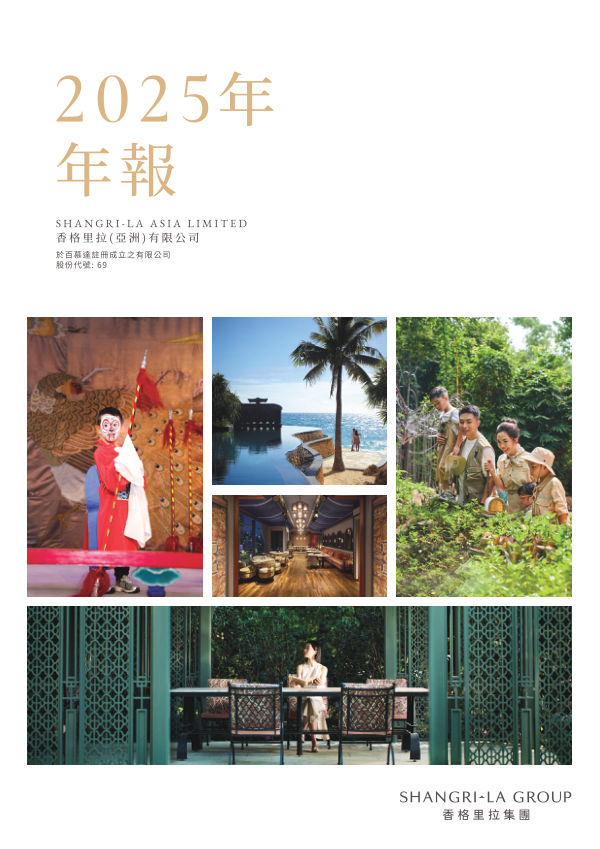 2025年
年報
SHANGRI-LA ASIA LIMITED
香格里拉(亞洲)有限公司
於百慕達註冊成立之有限公司
股份代號: 69
SHANGRI-LA GROUP
香格里拉集團